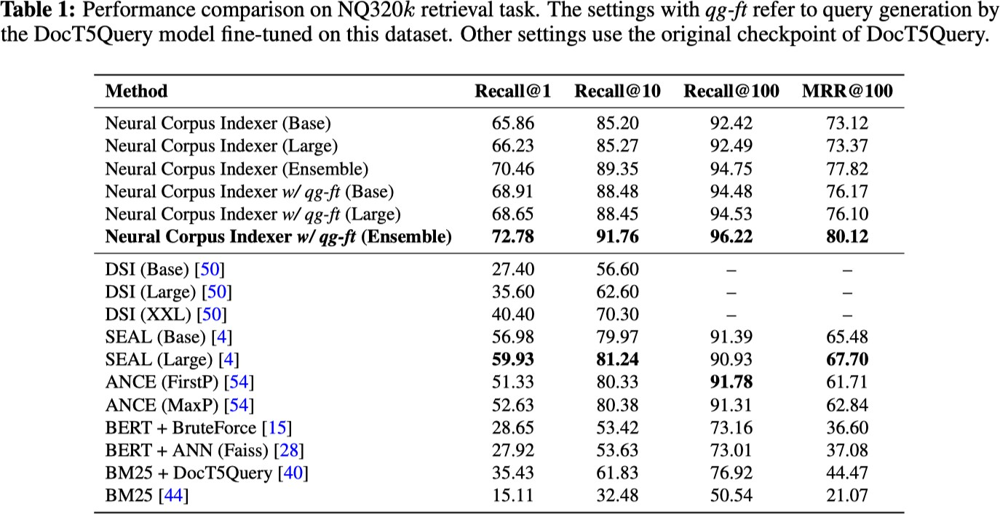 Table 1: Performance comparison on NQ320k retrieval task. The settings with qg-ft refer to query generation by
the DocT5Query model fine-tuned on this dataset. Other settings use the original checkpoint of DocT5Query.
Method Recall@1 Recall@10 Recall@100 MRR@100
Neural Corpus Indexer (Base) 65.86 85.20 92.42 73.12
Neural Corpus Indexer (Large) 66.23 85.27 92.49 73.37
Neural Corpus Indexer (Ensemble) 70.46 89.35 94.75 77.82
Neural Corpus Indexer w/ qg-ft (Base) 68.91 88.48 94.48 76.17
Neural Corpus Indexer w/ qg-ft (Large) 68.65 88.45 94.53 76.10
Neural Corpus Indexer w/ qg-ft (Ensemble) 72.78 91.76 96.22 80.12
DSI (Base) [50] 27.40 56.60 – –
DSI (Large) [50] 35.60 62.60 – –
DSI (XXL) [50] 40.40 70.30 – –
SEAL (Base) [4] 56.98 79.97 91.39 65.48
SEAL (Large) [4] 59.93 81.24 90.93 67.70
ANCE (FirstP) [54] 51.33 80.33 91.78 61.71
ANCE (MaxP) [54] 52.63 80.38 91.31 62.84
BERT + BruteForce [15] 28.65 53.42 73.16 36.60
BERT + ANN (Faiss) [28] 27.92 53.63 73.01 37.08
BM25 + DocT5Query [40] 35.43 61.83 76.92 44.47
BM25 [44] 15.11 32.48 50.54 21.07